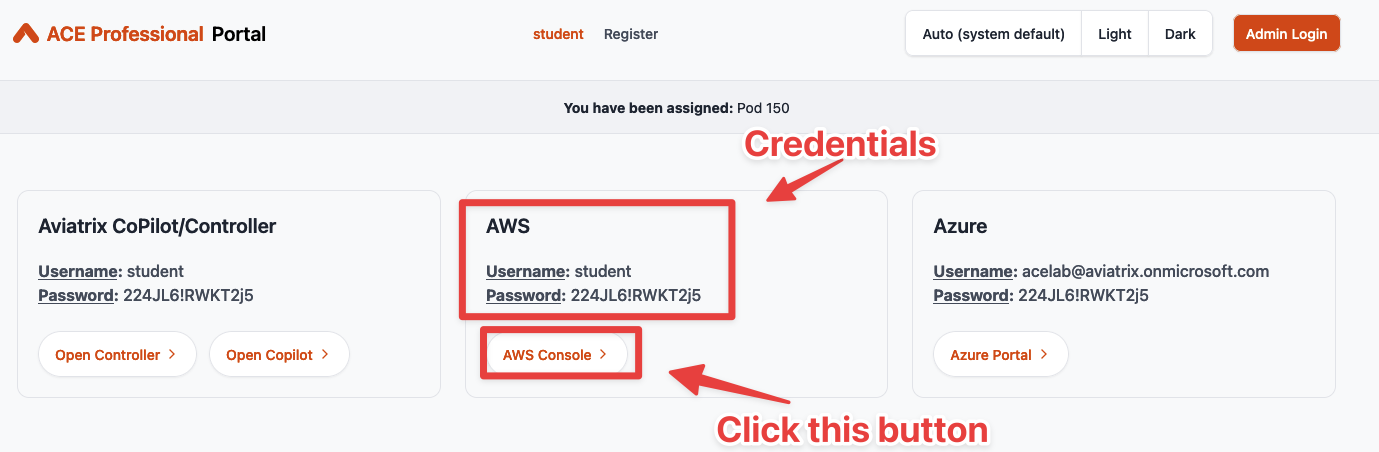 ACE Professional Portal
student Register
Auto (system default) Light Dark
Admin Login
You have been assigned: Pod 150
Credentials
Aviatrix CoPilot/Controller
Username: student
Password: 224JL6!RWKT2j5
Open Controller
Open Copilot
AWS
Username: student
Password: 224JL6!RWKT2j5
AWS Console
Click this button
Azure
Username: acelab@aviatrix.onmicrosoft.com
Password: 224JL6!RWKT2j5
Azure Portal